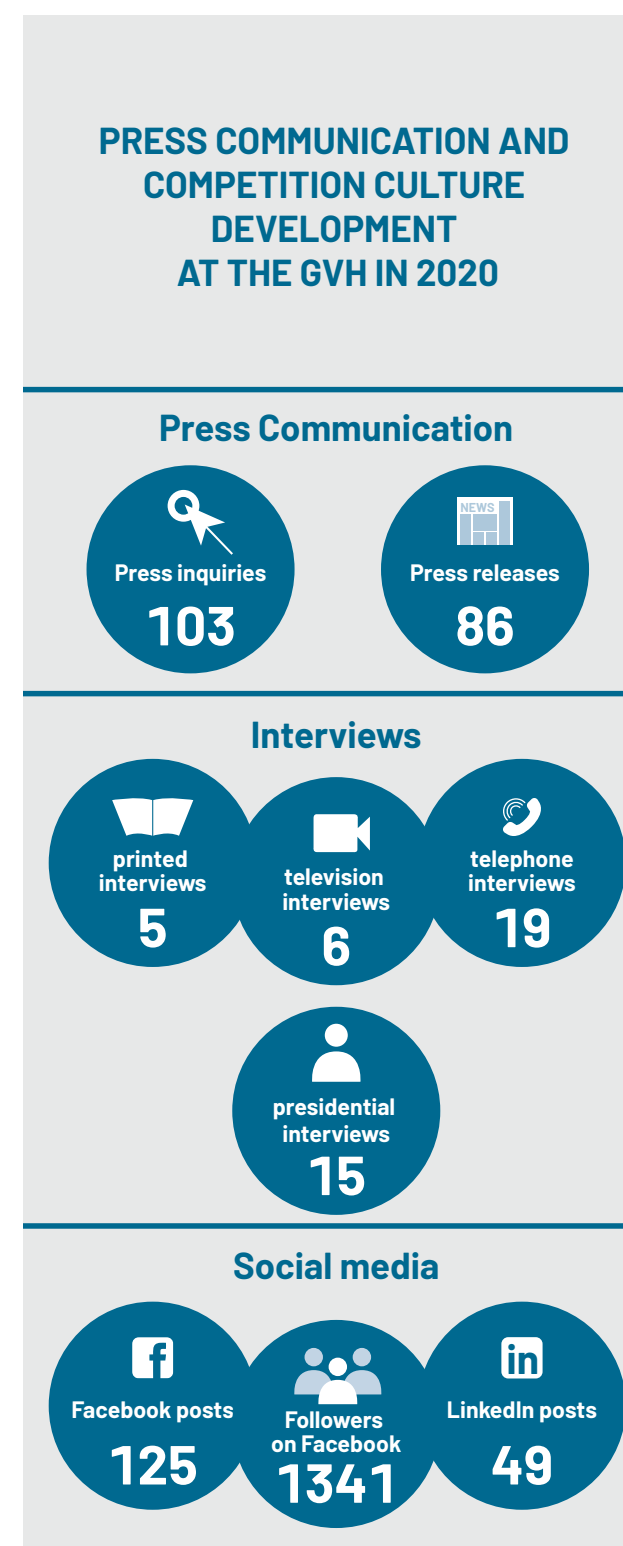 PRESS COMMUNICATION AND
COMPETITION CULTURE
DEVELOPMENT
AT THE GVH IN 2020
Press Communication
NEWS
Press inquiries
103
Press releases
86
Interviews
printed
interviews
5
television
interviews
6
telephone
interviews
19
presidential
interviews
15
Social media
f
Facebook posts
125
Followers
on Facebook
1341
in
LinkedIn posts
49